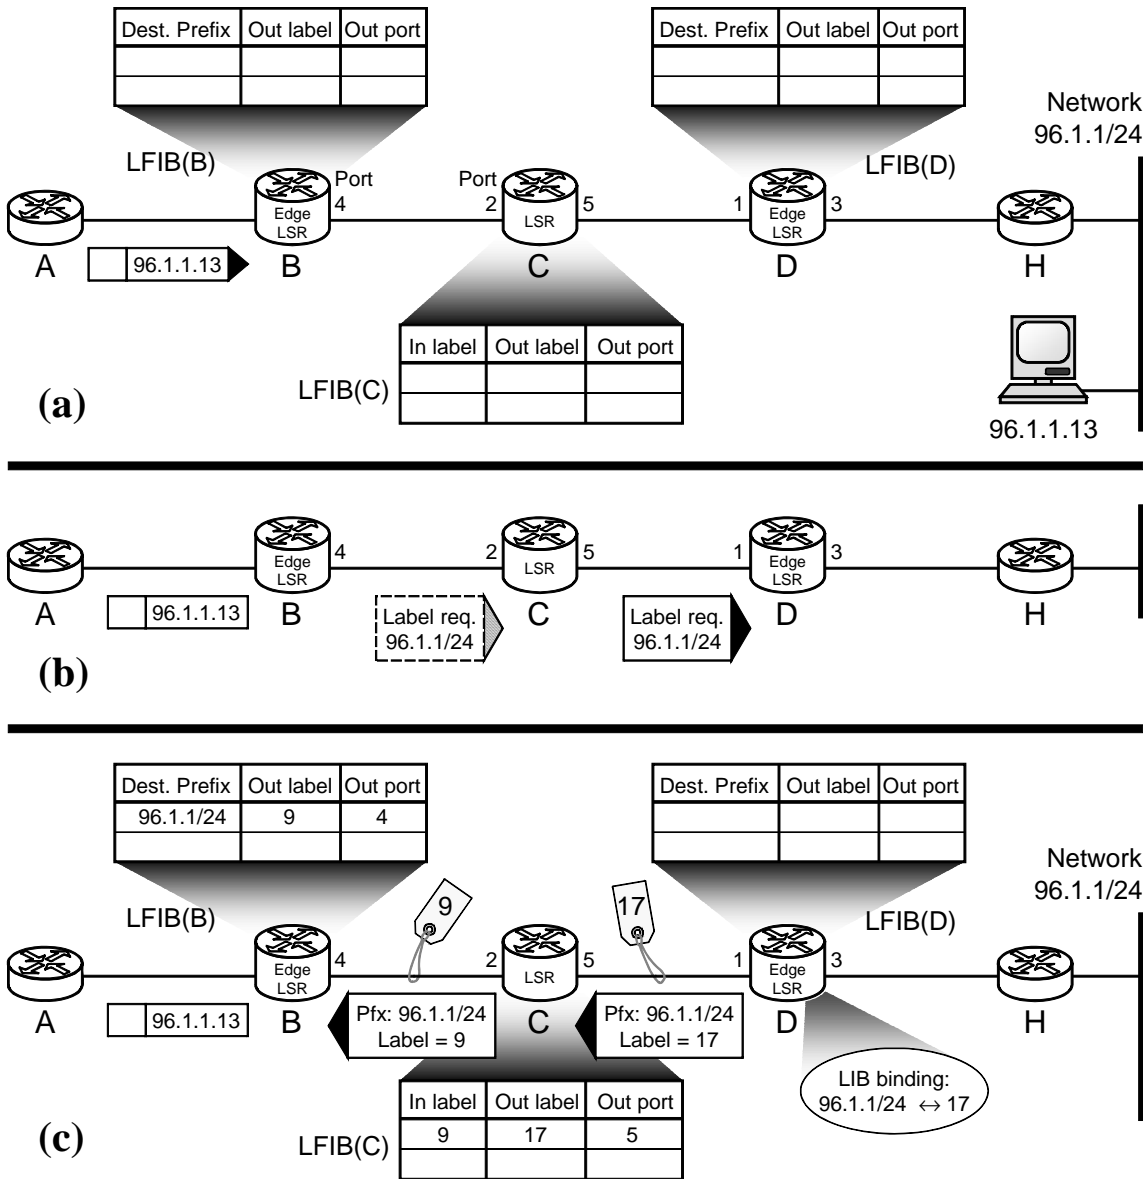 Dest. Prefix Out label Out port
Dest. Prefix Out label Out port
Network
96.1.1/24
LFIB(B)
LFIB(D)
Port
Port
4
2
5
1
3
Edge
LSR
LSR
Edge
LSR
A
96.1.1.13
B
C
D
H
In label Out label Out port
LFIB(C)
(a)
96.1.1.13
4
2
5
1
3
Edge
LSR
LSR
Edge
LSR
A
96.1.1.13
B
Label req.
96.1.1/24
C
Label req.
96.1.1/24
D
H
(b)
Dest. Prefix Out label Out port
96.1.1/24 9 4
Dest. Prefix Out label Out port
Network
96.1.1/24
LFIB(B)
9
17
LFIB(D)
4
2
5
1
3
Edge
LSR
LSR
Edge
LSR
A
96.1.1.13
B
Pfx: 96.1.1/24
Label = 9
C
Pfx: 96.1.1/24
Label = 17
D
H
LIB binding:
96.1.1/24 ↔ 17
In label Out label Out port
9 17 5
LFIB(C)
(c)